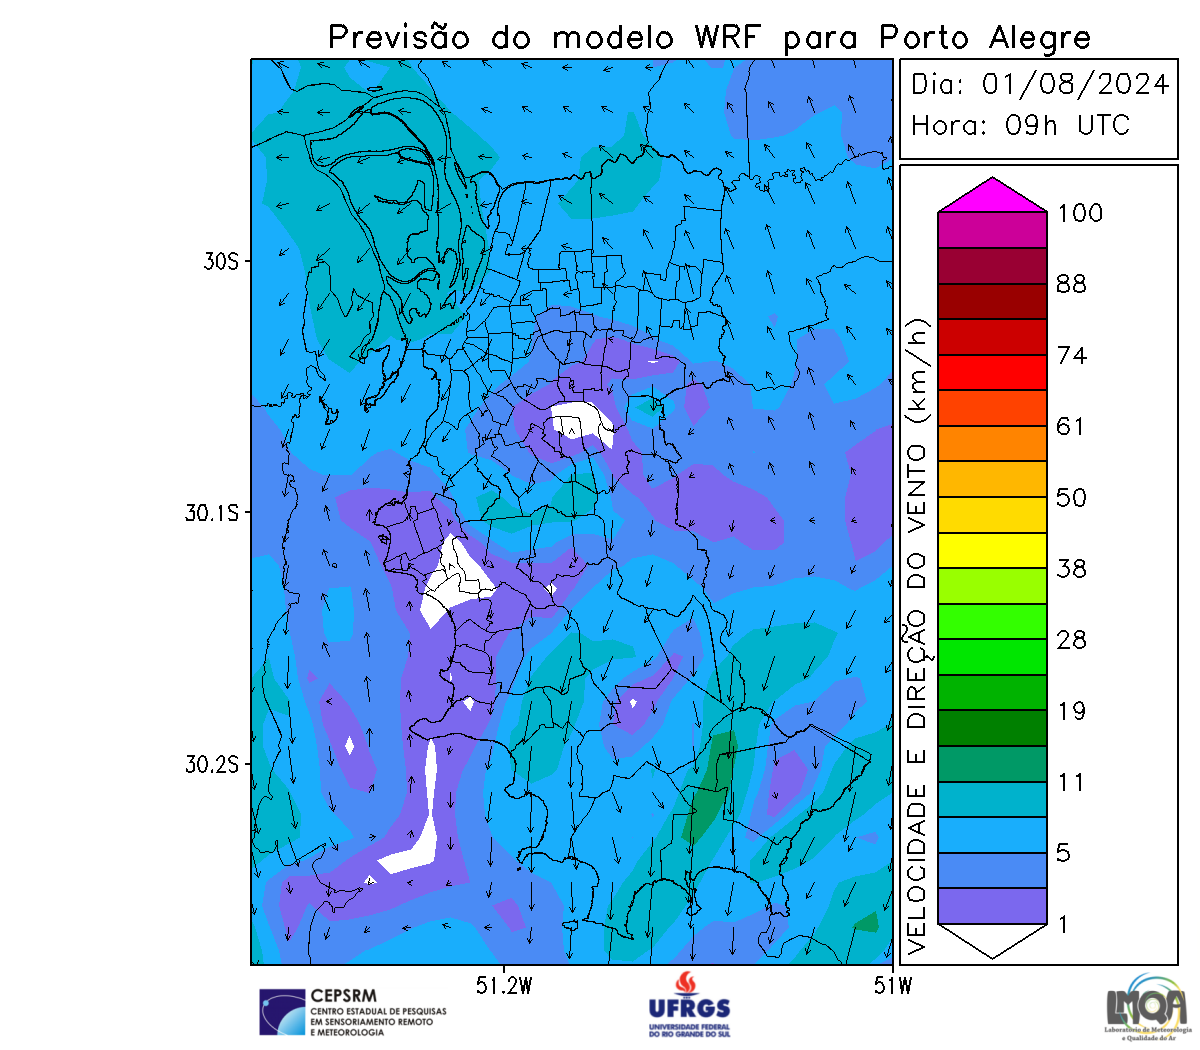 Previsão do modelo WRF para Porto Alegre
Dia: 01/08/2024
Hora: 09h UTC
30S
30.1S
30.2S
51.2W
51W
VELOCIDADE E DIREÇÃO DO VENTO (km/h)
100
88
74
61
50
38
28
19
11
5
1
CEPSRM
CENTRO ESTADUAL DE PESQUISAS
EM SENSORIAMENTO REMOTO
E METEOROLOGIA
UFRGS
UNIVERSIDADE FEDERAL
DO RIO GRANDE DO SUL
LMQA
Laboratório de Meteorologia
e Qualidade do Ar